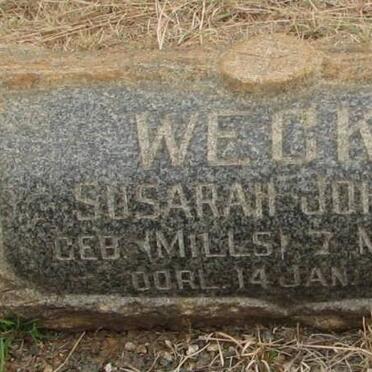 WECK
SUSARAH JO
GEB (MILLS) 7 M
OORL. 14 JAN